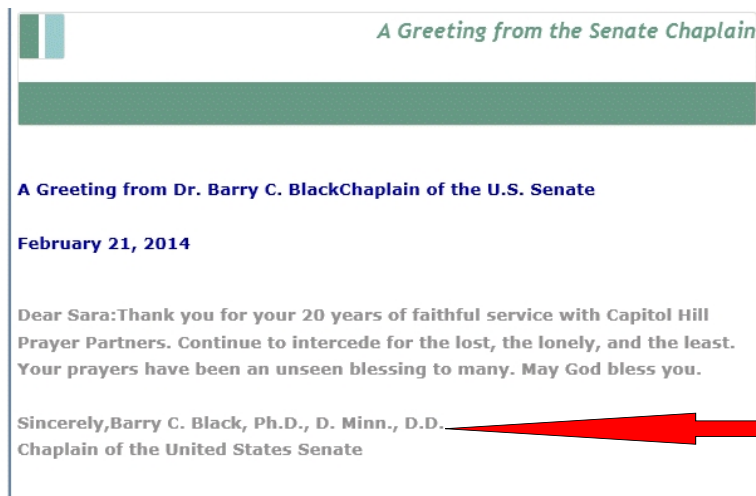 A Greeting from the Senate Chaplain
A Greeting from Dr. Barry C. BlackChaplain of the U.S. Senate
February 21, 2014
Dear Sara:Thank you for your 20 years of faithful service with Capitol Hill
Prayer Partners. Continue to intercede for the lost, the lonely, and the least.
Your prayers have been an unseen blessing to many. May God bless you.
Sincerely,Barry C. Black, Ph.D., D. Minn., D.D.
Chaplain of the United States Senate